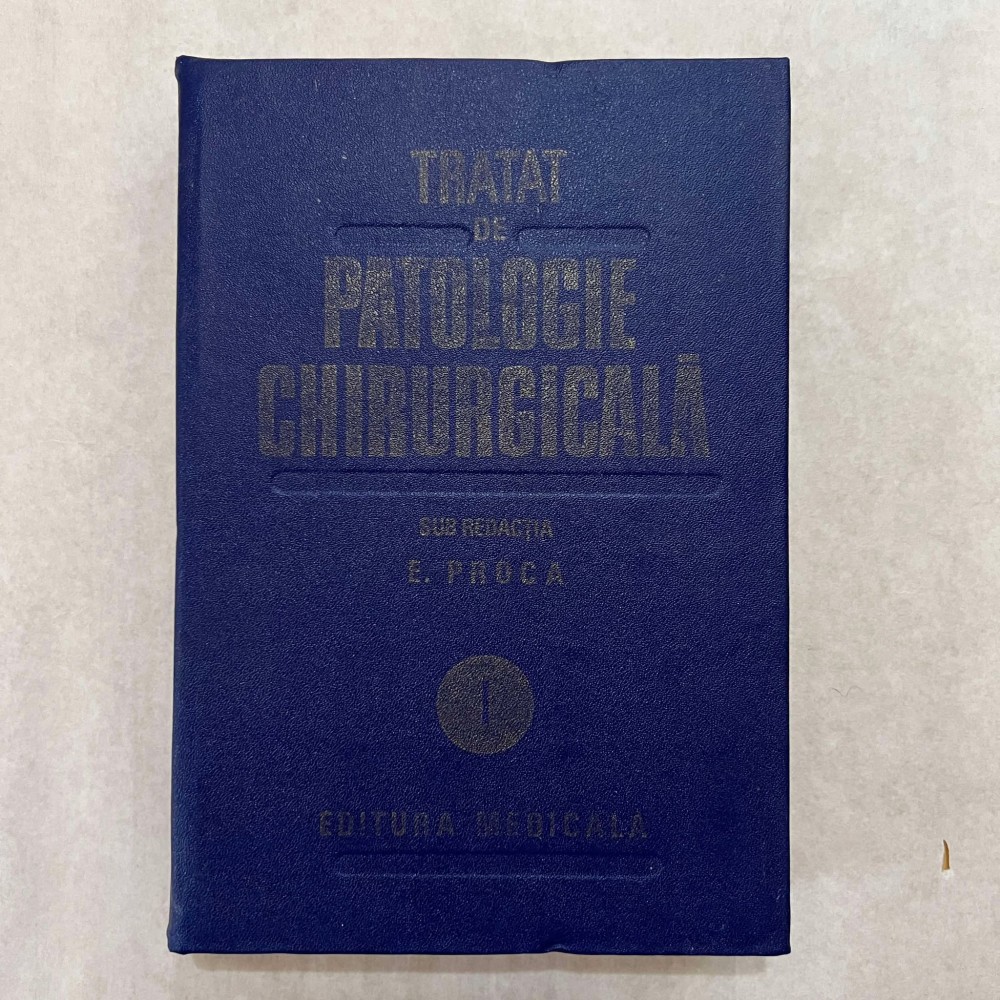 TRATAT
DE
PATOLOGIE
CHIRURGICALĂ
SUB REDACȚIA
E. PROCA
I
EDITURA MEDICALĂ